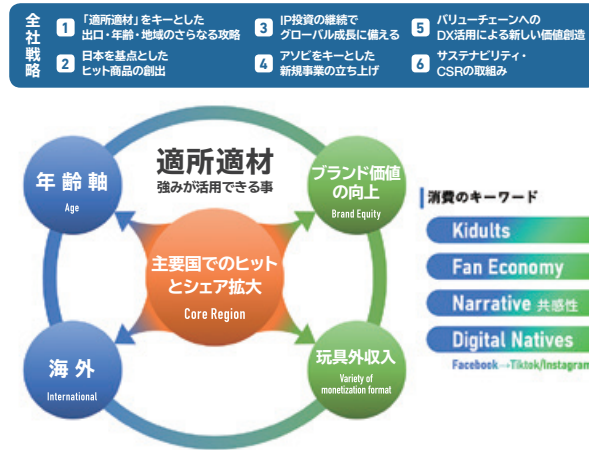 全社戦略
1 「適所適材」をキーとした
出口・年齢・地域のさらなる攻略
2 日本を基点とした
ヒット商品の創出
3 IP投資の継続で
グローバル成長に備える
4 アソビをキーとした
新規事業の立ち上げ
5 バリューチェーンへの
DX活用による新しい価値創造
6 サステナビリティ・
CSRの取組み
適所適材
強みが活用できる事
年齢軸
Age
ブランド価値
の向上
Brand Equity
主要国でのヒット
とシェア拡大
Core Region
海外
International
玩具外収入
Variety of
monetization format
消費のキーワード
Kidults
Fan Economy
Narrative 共感性
Digital Natives
Facebook→Tiktok/Instagram